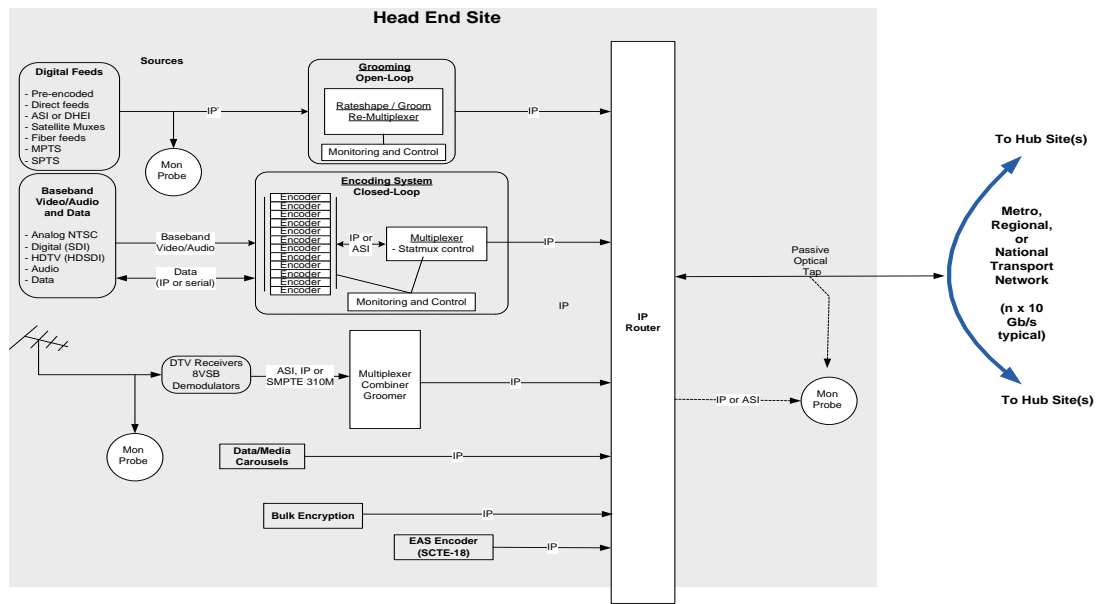 Head End Site
Sources
Digital Feeds
- Pre-encoded
- Direct feeds
- ASI or DHEI
- Satellite Muxes
- Fiber feeds
- MPTS
- SPTS
IP`
Mon
Probe
Grooming
Open-Loop
Rateshape / Groom
Re-Multiplexer
Monitoring and Control
IP
Baseband
Video/Audio
and Data
- Analog NTSC
- Digital (SDI)
- HDTV (HDSDI)
- Audio
- Data
Baseband
Video/Audio
Data
(IP or serial)
Encoding System
Closed-Loop
Encoder
Encoder
Encoder
Encoder
Encoder
Encoder
Encoder
Encoder
Encoder
Encoder
Encoder
Encoder
IP or
ASI
Multiplexer
- Statmux control
Monitoring and Control
IP
IP
DTV Receivers
8VSB
Demodulators
Mon
Probe
ASI, IP or
SMPTE 310M
Multiplexer
Combiner
Groomer
IP
Data/Media
Carousels
IP
Bulk Encryption
IP
EAS Encoder
(SCTE-18)
IP
IP
Router
Passive
Optical
Tap
IP or ASI
Mon
Probe
To Hub Site(s)
Metro,
Regional,
or
National
Transport
Network
(n x 10
Gb/s
typical)
To Hub Site(s)